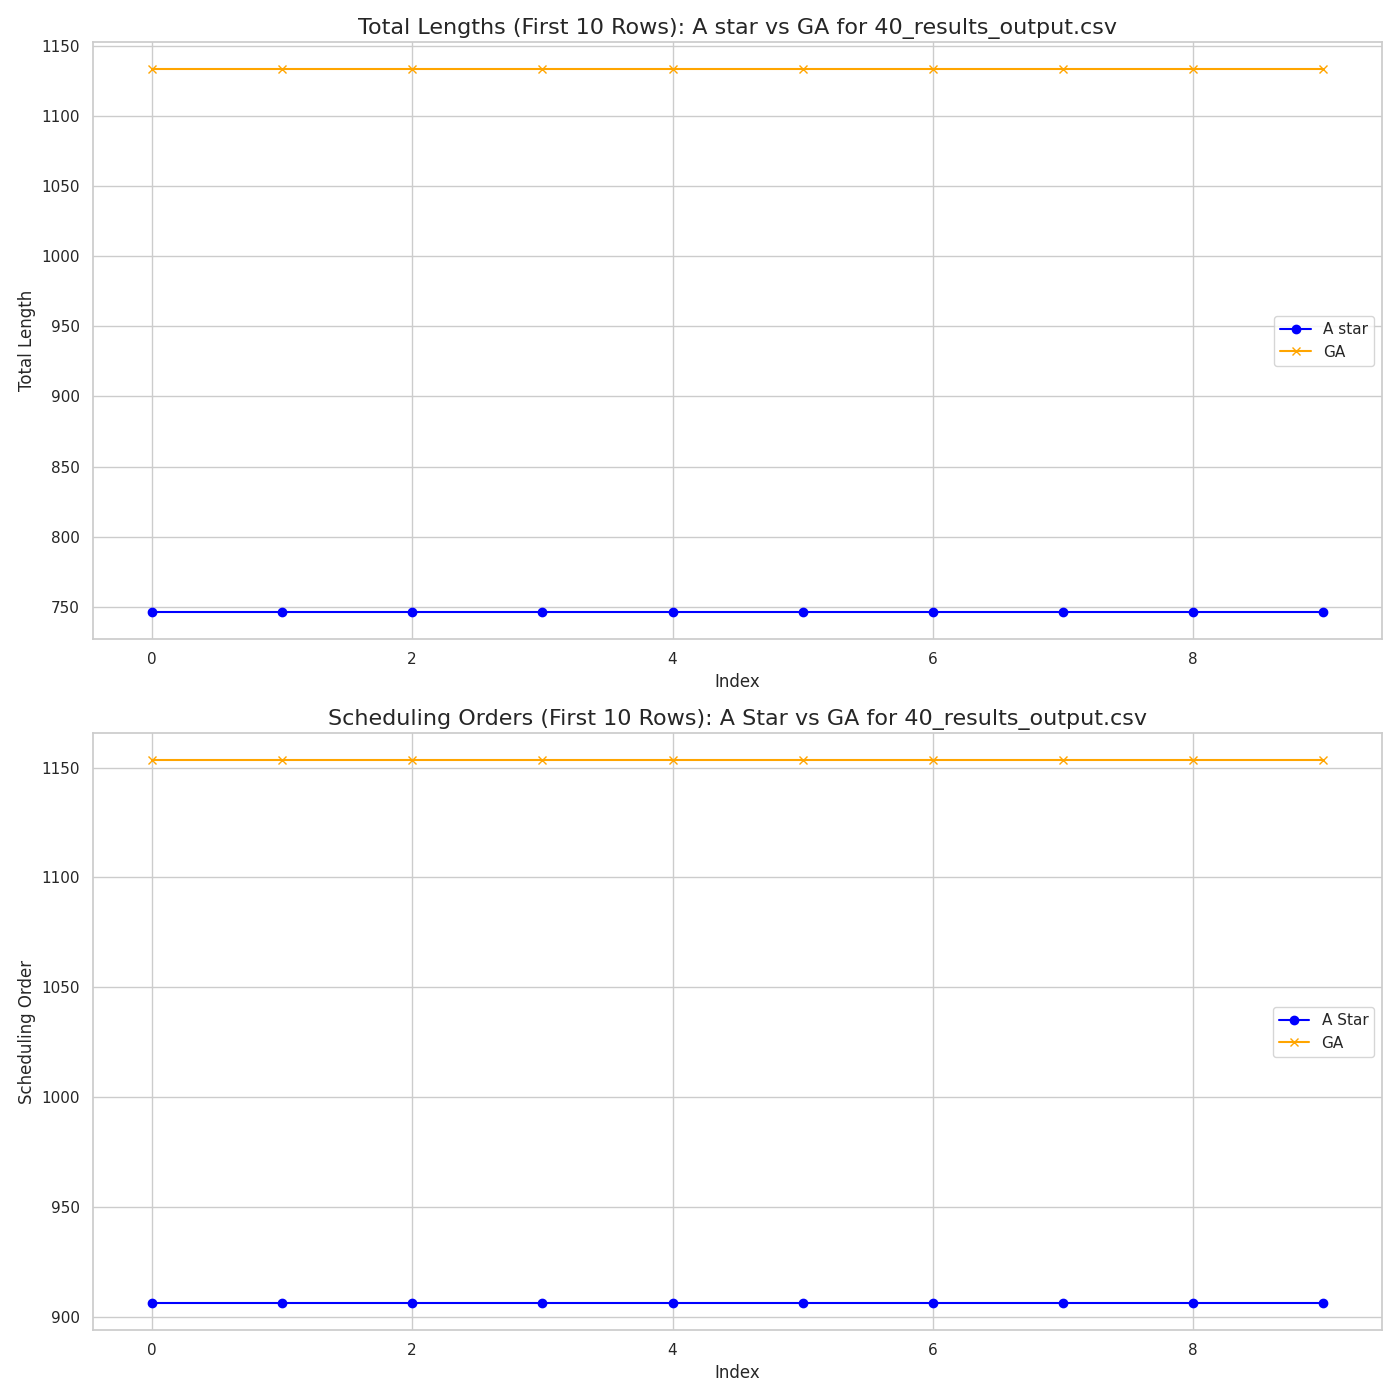 Total Lengths (First 10 Rows): A star vs GA for 40_results_output.csv
1150
1100
1050
1000
950
900
850
800
750
Total Length
A star
GA
0 2 4 6 8
Index
Scheduling Orders (First 10 Rows): A Star vs GA for 40_results_output.csv
1150
1100
1050
1000
950
900
Scheduling Order
A Star
GA
0 2 4 6 8
Index